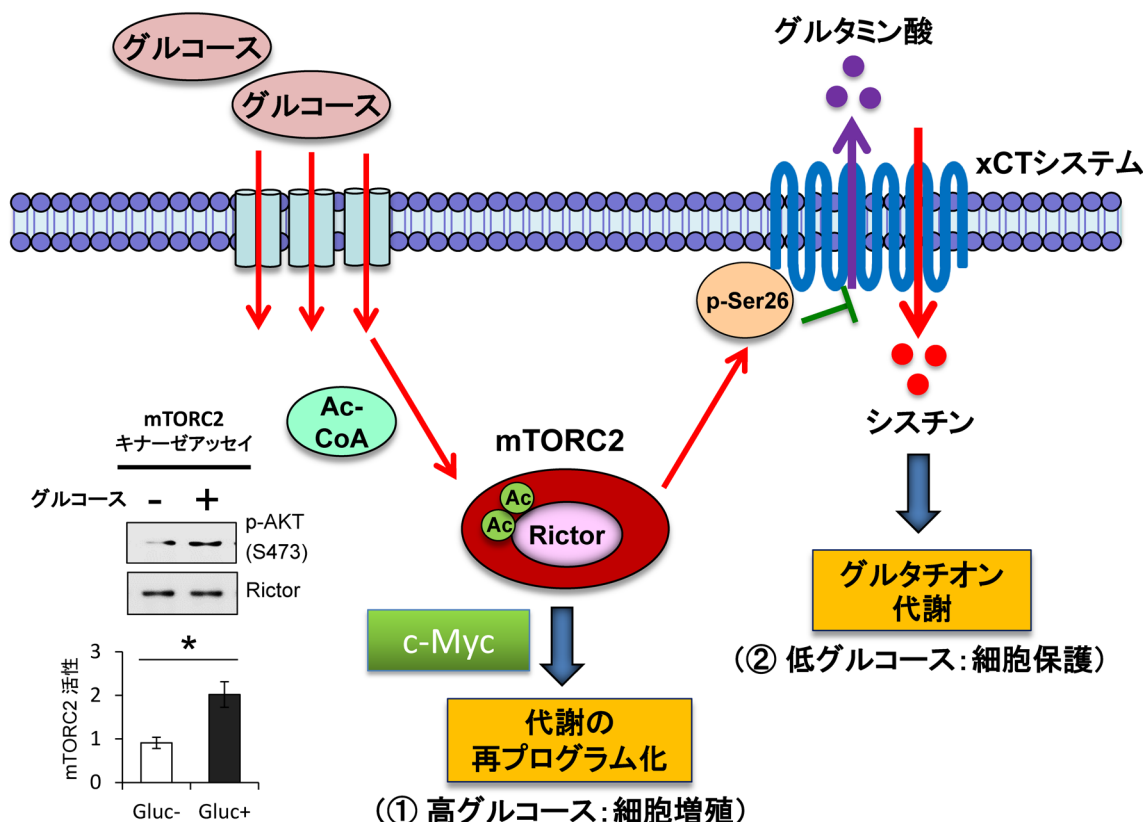 グルコース
グルコース
グルタミン酸
xCTシステム
p-Ser26
シスチン
Ac-
CoA
mTORC2
Ac
Ac
Rictor
mTORC2
キナーゼアッセイ
グルコース - +
p-AKT
(S473)
Rictor
*
mTORC2 活性
3
2
1
0
Gluc- Gluc+
c-Myc
代謝の
再プログラム化
(① 高グルコース:細胞増殖)
グルタチオン
代謝
(② 低グルコース:細胞保護)